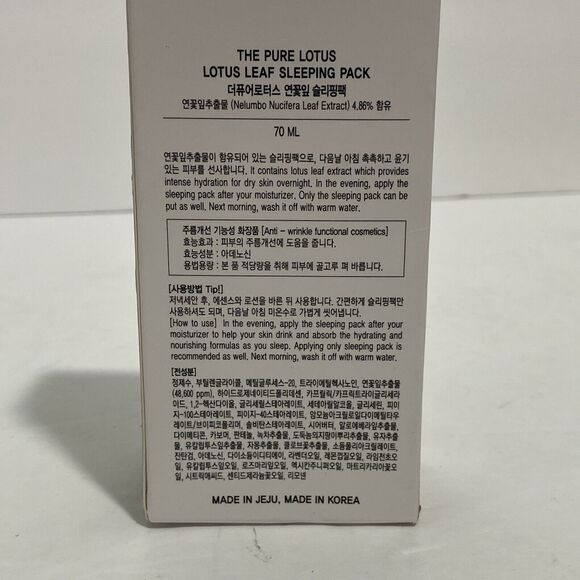 THE PURE LOTUS
LOTUS LEAF SLEEPING PACK
더퓨어로터스 연꽃잎 슬리핑팩
연꽃잎추출물 (Nelumbo Nucifera Leaf Extract) 4.86% 함유
70 ML
연꽃잎추출물이 함유되어 있는 슬리핑팩으로, 다음날 아침 촉촉하고 윤기
있는 피부를 선사합니다. It contains lotus leaf extract which provides
intense hydration for dry skin overnight. In the evening, apply the
sleeping pack after your moisturizer. Only the sleeping pack can be
put as well. Next morning, wash it off with warm water.
주름개선 기능성 화장품 [Anti - wrinkle functional cosmetics]
효능효과 : 피부의 주름개선에 도움을 줍니다.
효능성분 : 아데노신
용법용량 : 본 품 적당량을 취해 피부에 골고루 펴 바릅니다.
[사용방법 Tip!]
저녁세안 후, 에센스와 로션을 바른 뒤 사용합니다. 간편하게 슬리핑팩만
사용하셔도 되며, 다음날 아침 미온수로 가볍게 씻어냅니다.
[How to use] In the evening, apply the sleeping pack after your
moisturizer to help your skin drink and absorb the hydrating and
nourishing formulas as you sleep. Applying only sleeping pack is
recommended as well. Next morning, wash it off with warm water.
[전성분]
정제수, 부틸렌글라이콜, 메틸글루세스-20, 트라이에틸헥사노인, 연꽃잎추출물
(48,600 ppm), 하이드로제네이티드폴리데센, 카프릴릭/카프릭트라이글리세라이
드, 1,2-헥산다이올, 글리세릴스테아레이트, 세테아릴알코올, 글리세린, 피이
지-100스테아레이트, 피이지-40스테아레이트, 암모늄아크릴로일다이메틸타우
레이트/브이피코폴리머, 솔비탄스테아레이트, 시어버터, 알로에베라잎추출물,
다이메티콘, 카보머, 판테놀, 녹차추출물, 도둑놈의지팡이뿌리추출물, 유자추출
물, 유칼립투스잎추출물, 자몽추출물, 클로브꽃추출물, 소듐폴리아크릴레이트,
잔탄검, 아데노신, 다이소듐이디티에이, 라벤더오일, 레몬껍질오일, 라임전초오
일, 유칼립투스잎오일, 로즈마리잎오일, 멕시칸주니퍼오일, 마트리카리아꽃오
일, 시트릭애씨드, 센티드제라늄꽃오일, 리모넨
MADE IN JEJU, MADE IN KOREA